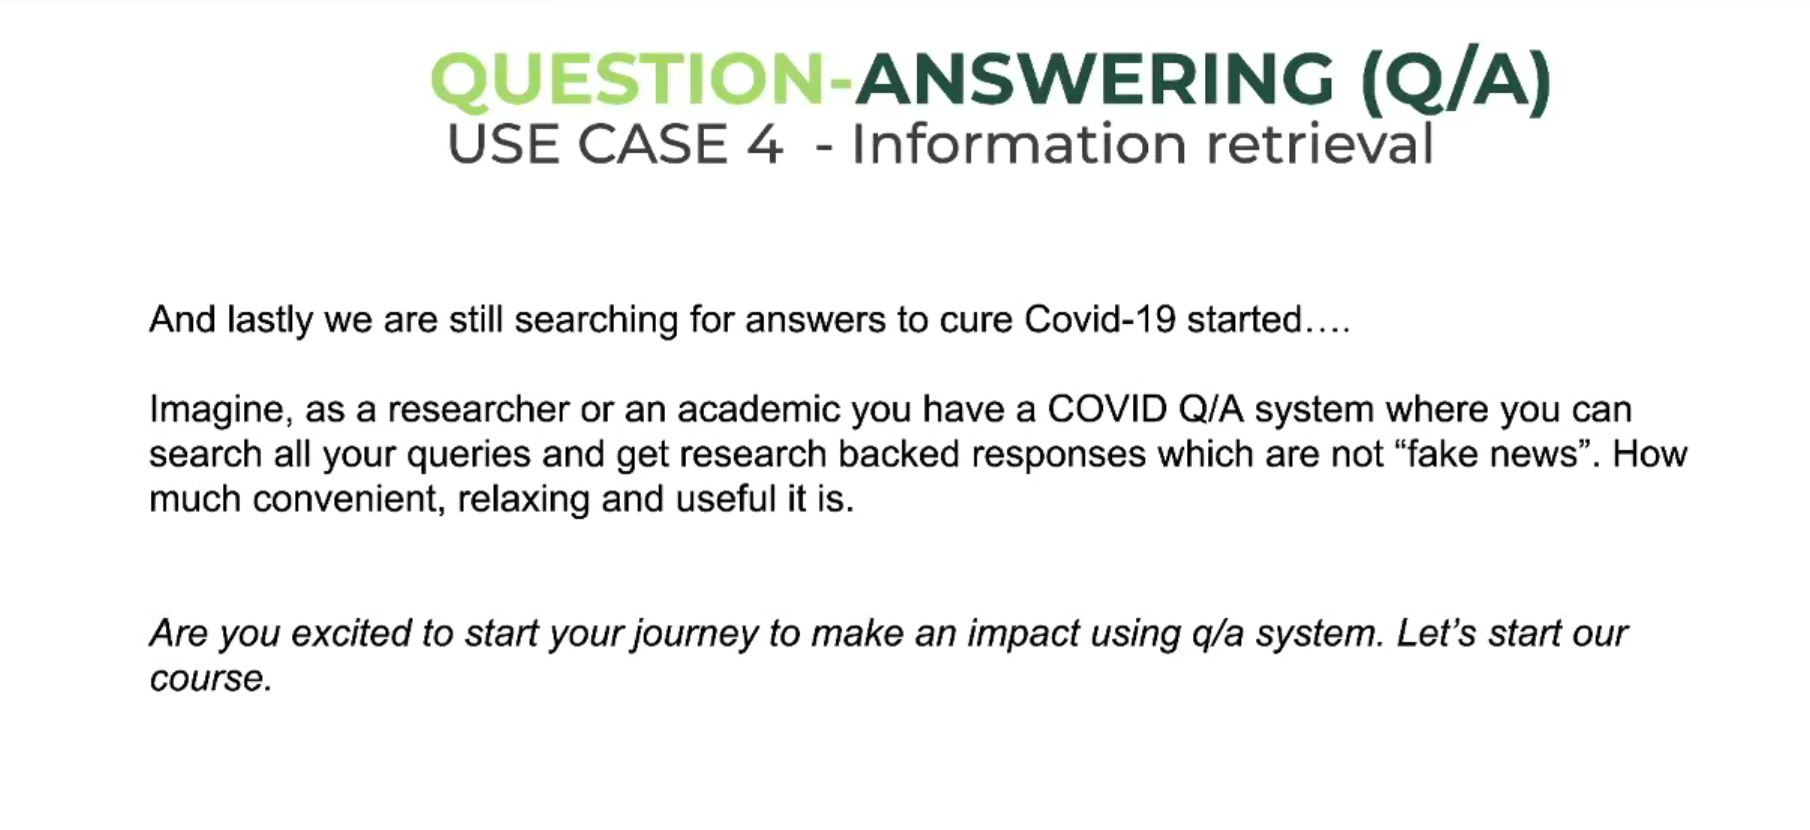 QUESTION-ANSWERING (Q/A)
USE CASE 4 - Information retrieval
And lastly we are still searching for answers to cure Covid-19 started….
Imagine, as a researcher or an academic you have a COVID Q/A system where you can
search all your queries and get research backed responses which are not “fake news”. How
much convenient, relaxing and useful it is.
Are you excited to start your journey to make an impact using q/a system. Let’s start our
course.